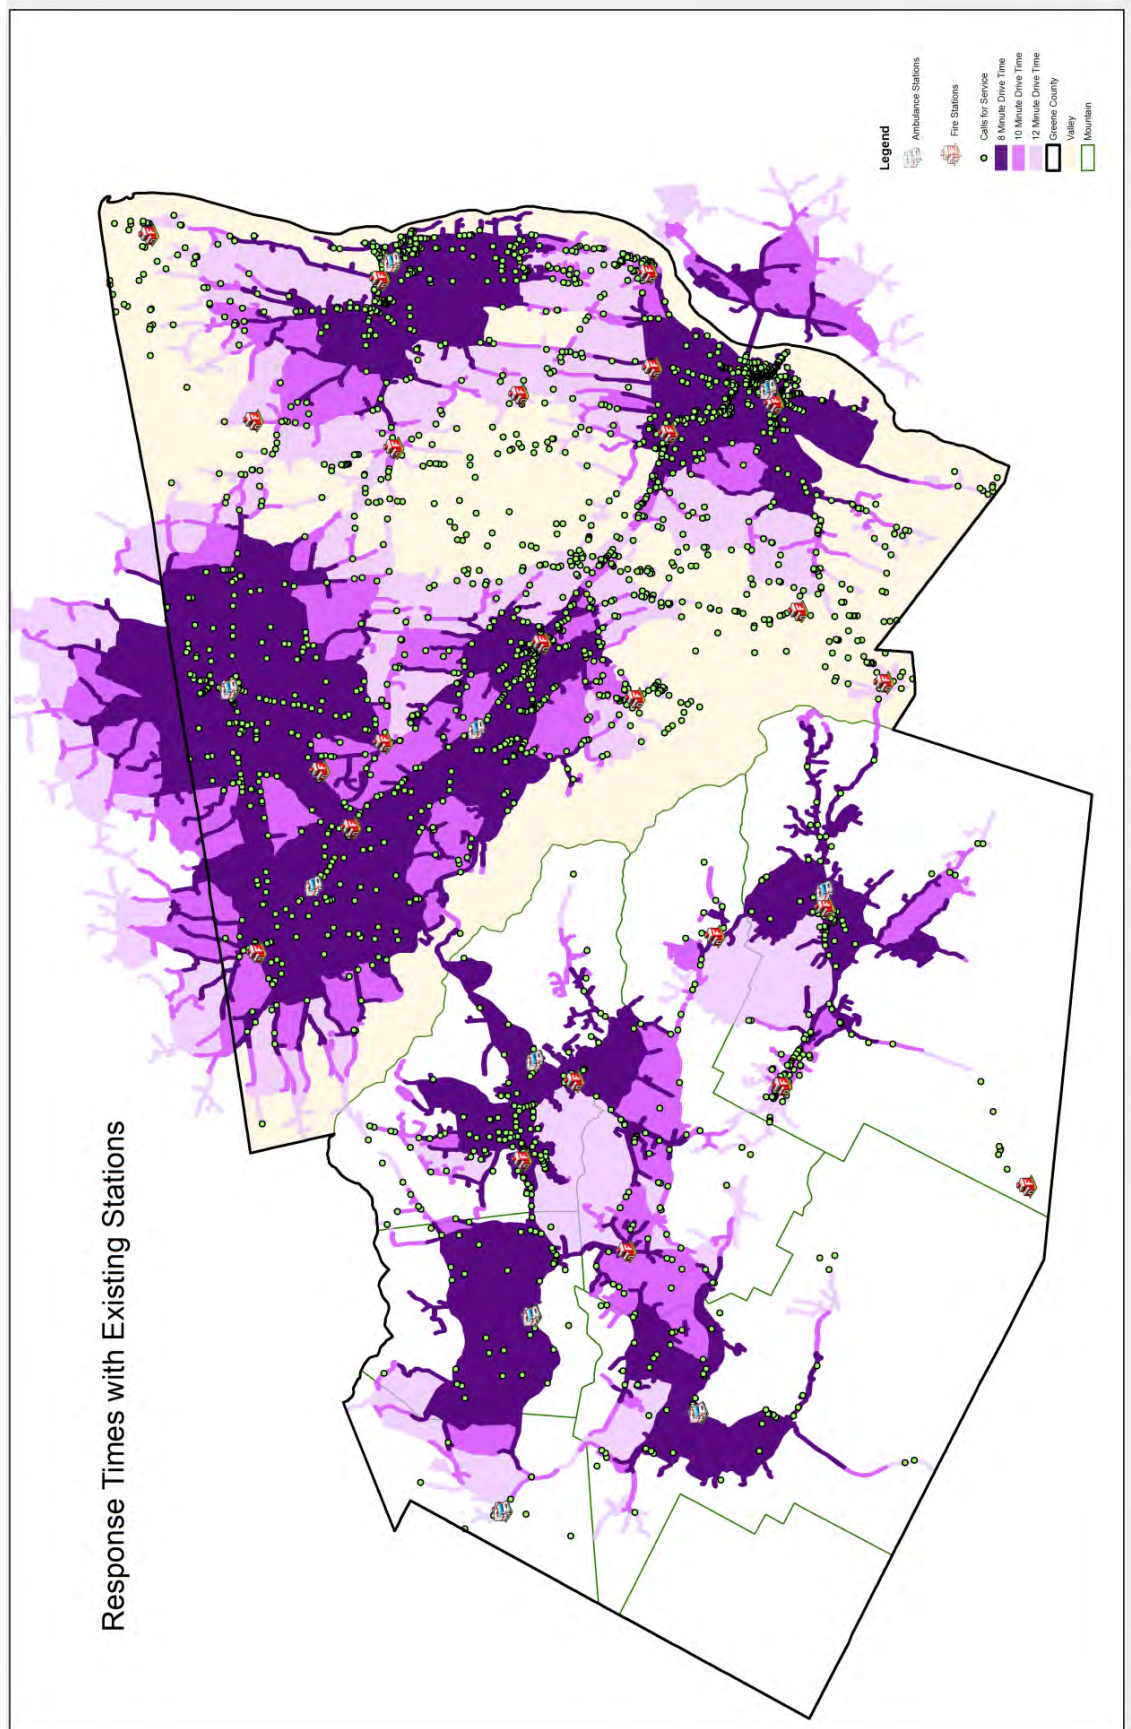 Response Times with Existing Stations
Legend
Ambulance Stations
Fire Stations
Calls for Service
8 Minute Drive Time
10 Minute Drive Time
12 Minute Drive Time
Greene County
Valley
Mountain